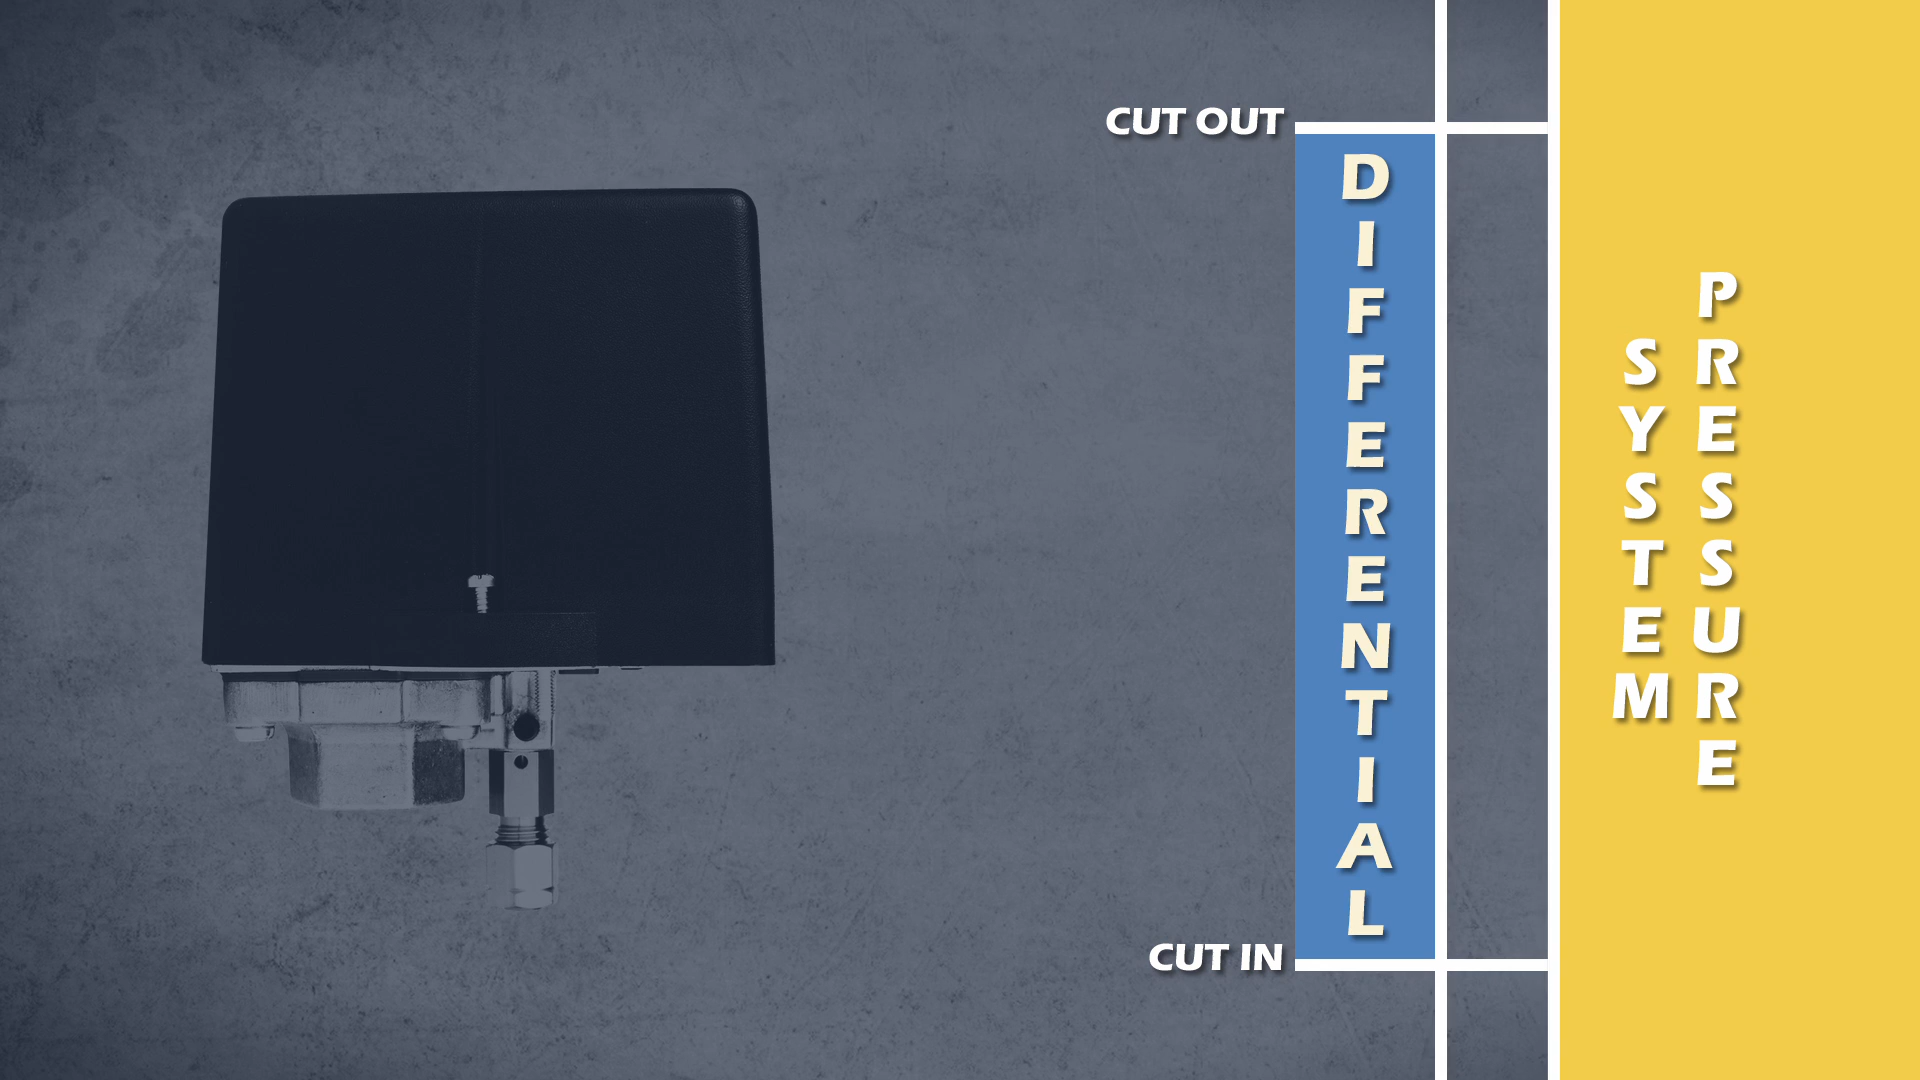 CUT OUT
DIFFERENTIAL
CUT IN
SYSTEM
PRESSURE